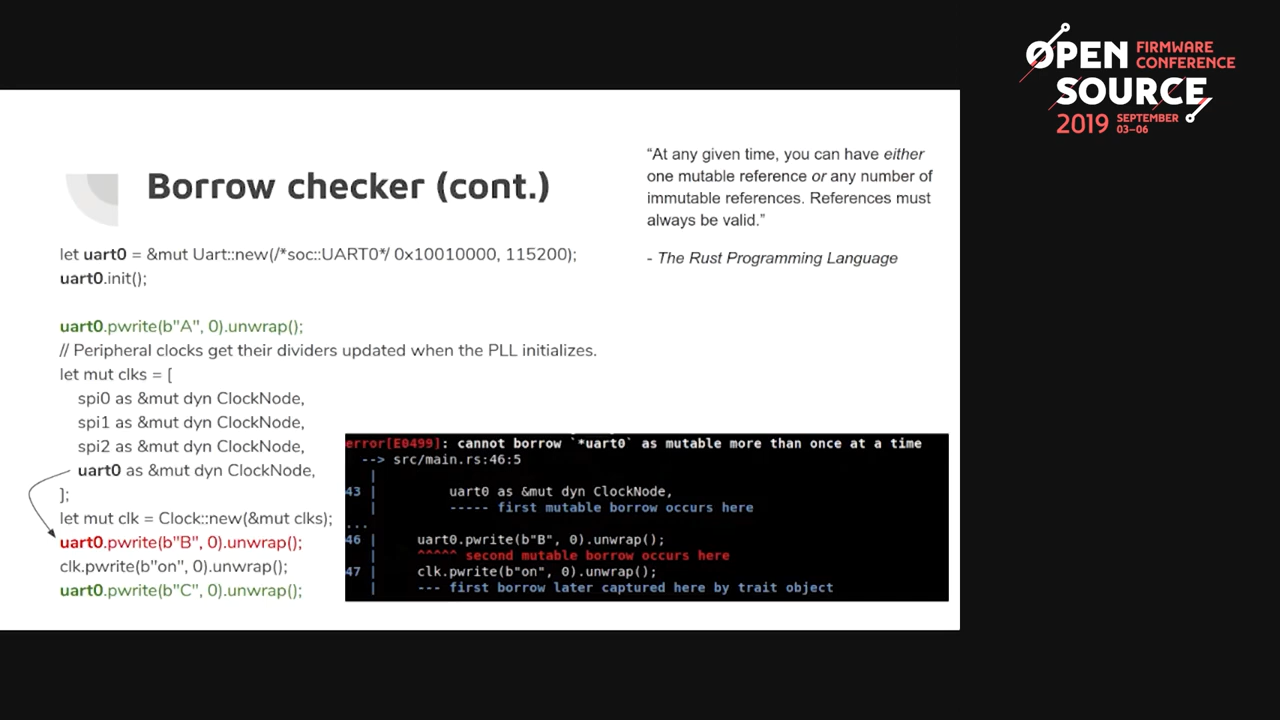 OPEN FIRMWARE
CONFERENCE
SOURCE
2019 SEPTEMBER
03–06
Borrow checker (cont.)
“At any given time, you can have either
one mutable reference or any number of
immutable references. References must
always be valid.”
- The Rust Programming Language
let uart0 = &mut Uart::new(/*soc::UART0*/ 0x10010000, 115200);
uart0.init();
uart0.pwrite(b"A", 0).unwrap();
// Peripheral clocks get their dividers updated when the PLL initializes.
let mut clks = [
spi0 as &mut dyn ClockNode,
spi1 as &mut dyn ClockNode,
spi2 as &mut dyn ClockNode,
uart0 as &mut dyn ClockNode,
];
let mut clk = Clock::new(&mut clks);
uart0.pwrite(b"B", 0).unwrap();
clk.pwrite(b"on", 0).unwrap();
uart0.pwrite(b"C", 0).unwrap();
error[E0499]: cannot borrow `*uart0` as mutable more than once at a time
--> src/main.rs:46:5
|
43 | uart0 as &mut dyn ClockNode,
| ----- first mutable borrow occurs here
...
46 | uart0.pwrite(b"B", 0).unwrap();
| ^^^^^ second mutable borrow occurs here
47 | clk.pwrite(b"on", 0).unwrap();
| --- first borrow later captured here by trait object